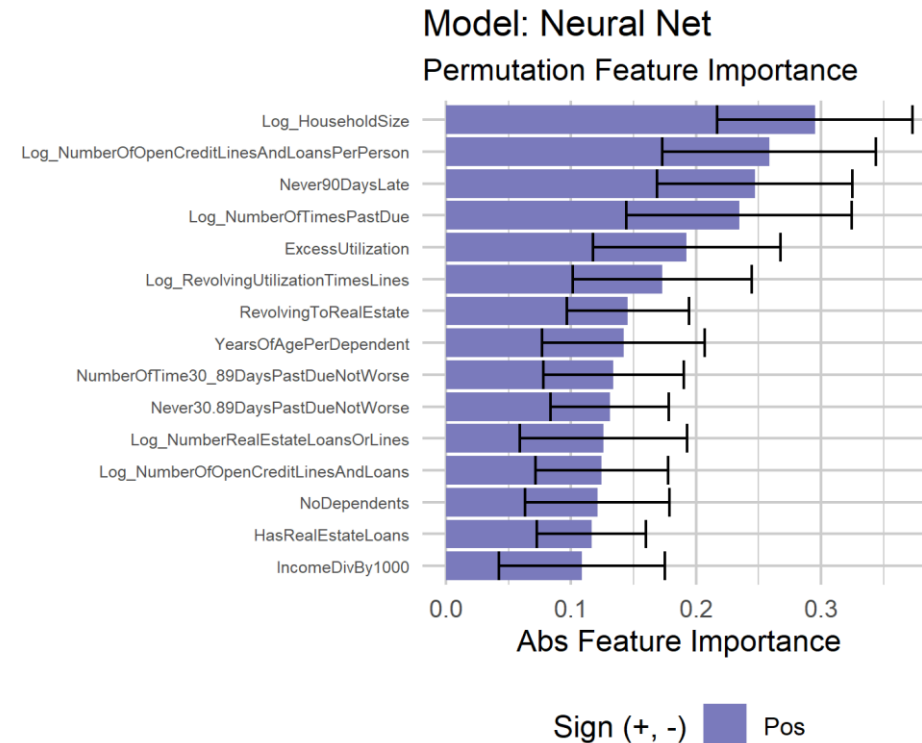 Model: Neural Net
Permutation Feature Importance
Log_HouseholdSize
Log_NumberOfOpenCreditLinesAndLoansPerPerson
Never90DaysLate
Log_NumberOfTimesPastDue
ExcessUtilization
Log_RevolvingUtilizationTimesLines
RevolvingToRealEstate
YearsOfAgePerDependent
NumberOfTime30_89DaysPastDueNotWorse
Never30.89DaysPastDueNotWorse
Log_NumberRealEstateLoansOrLines
Log_NumberOfOpenCreditLinesAndLoans
NoDependents
HasRealEstateLoans
IncomeDivBy1000
0.0 0.1 0.2 0.3
Abs Feature Importance
Sign (+, -) Pos